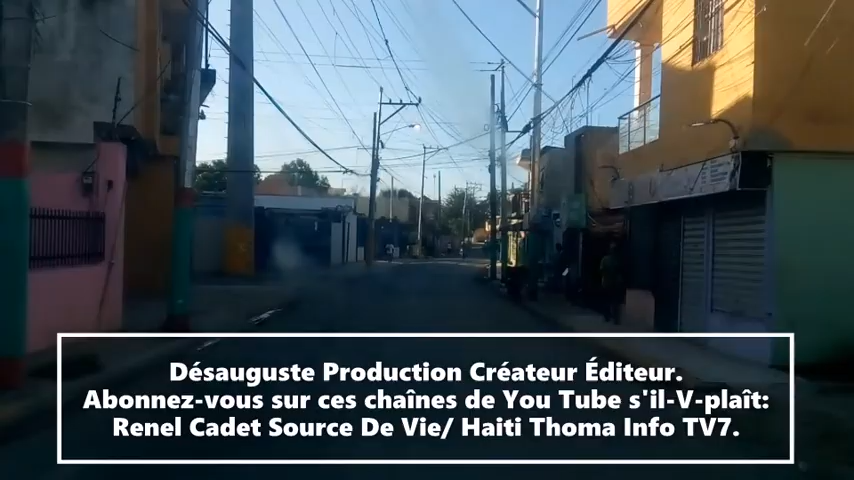 Désauguste Production Créateur Éditeur.
Abonnez-vous sur ces chaînes de You Tube s'il-V-plaît:
Renel Cadet Source De Vie/ Haiti Thoma Info TV7.